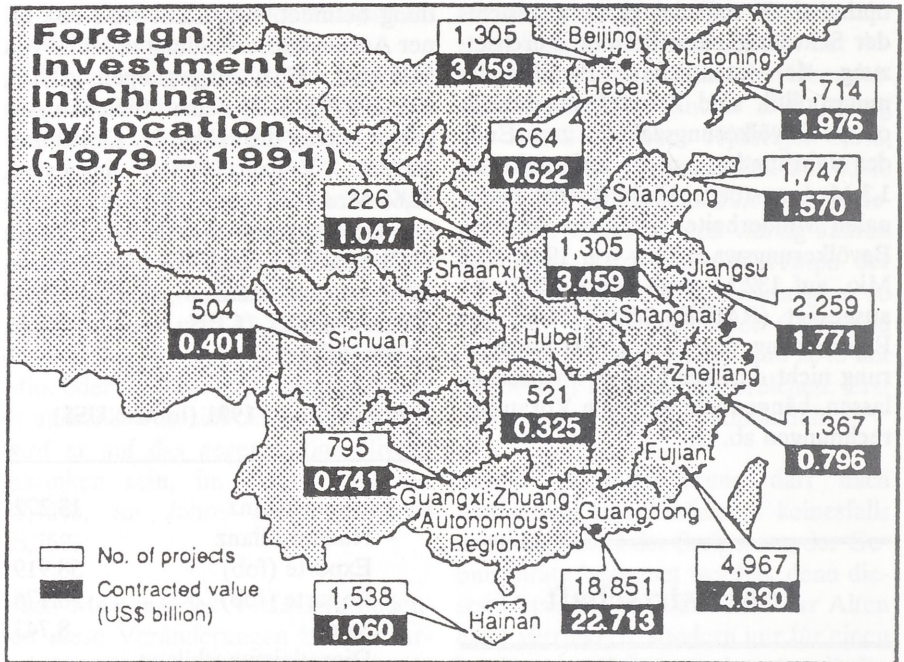 Foreign
Investment
in China
by location
(1979 – 1991)
1,305
3.459
Beijing
Liaoning
Hebei
1,714
1.976
664
0.622
1,747
1.570
Shandong
226
1.047
Shaanxi
1,305
3.459
Jiangsu
2,259
1.771
Shanghai
504
0.401
Sichuan
Hubei
Zhejiang
521
0.325
1,367
0.796
795
0.741
Fujiant
Guangxi Zhuang
Autonomous
Region
Guangdong
4,967
4.830
18,851
22.713
1,538
1.060
Hainan
No. of projects
Contracted value
(US$ billion)